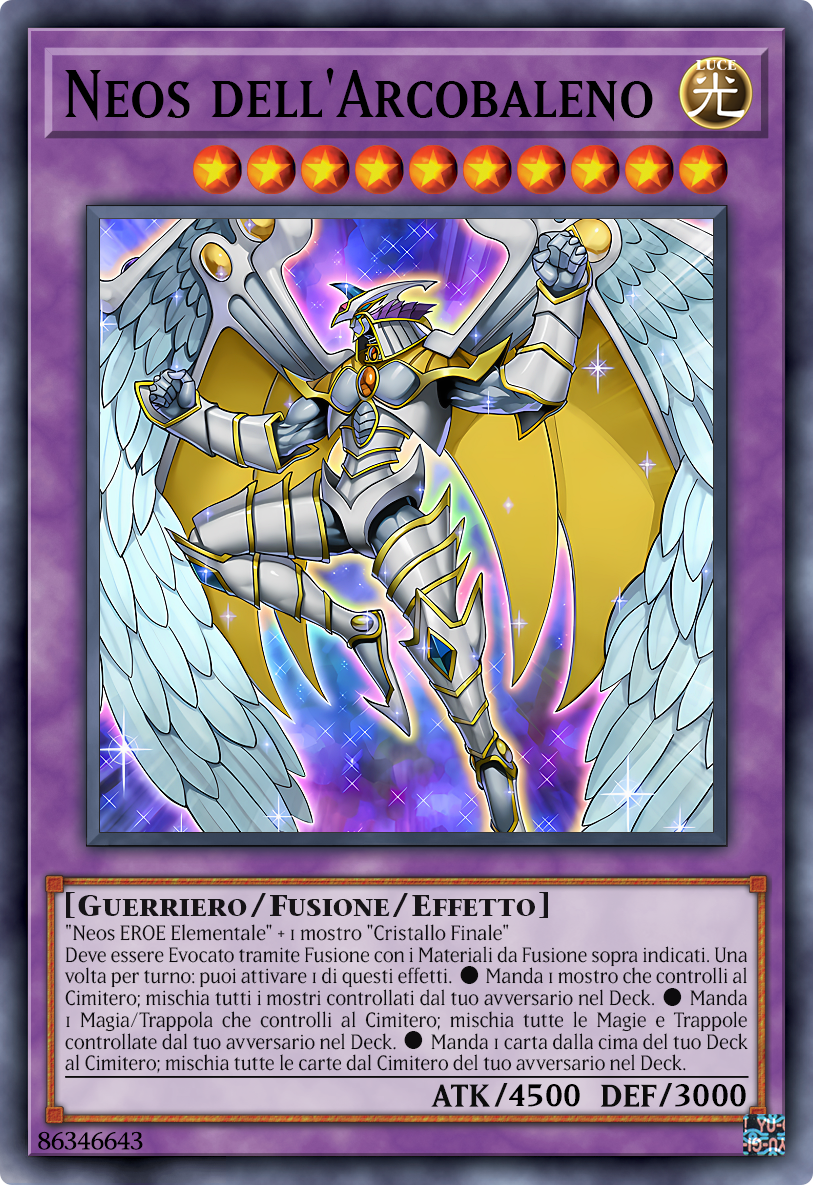 Neos dell'Arcobaleno
LUCE
光
[Guerriero/Fusione/Effetto]
"Neos EROE Elementale" + 1 mostro "Cristallo Finale"
Deve essere Evocato tramite Fusione con i Materiali da Fusione sopra indicati. Una
volta per turno: puoi attivare 1 di questi effetti. ● Manda 1 mostro che controlli al
Cimitero; mischia tutti i mostri controllati dal tuo avversario nel Deck. ● Manda
1 Magia/Trappola che controlli al Cimitero; mischia tutte le Magie e Trappole
controllate dal tuo avversario nel Deck. ● Manda 1 carta dalla cima del tuo Deck
al Cimitero; mischia tutte le carte dal Cimitero del tuo avversario nel Deck.
ATK/4500 DEF/3000
86346643